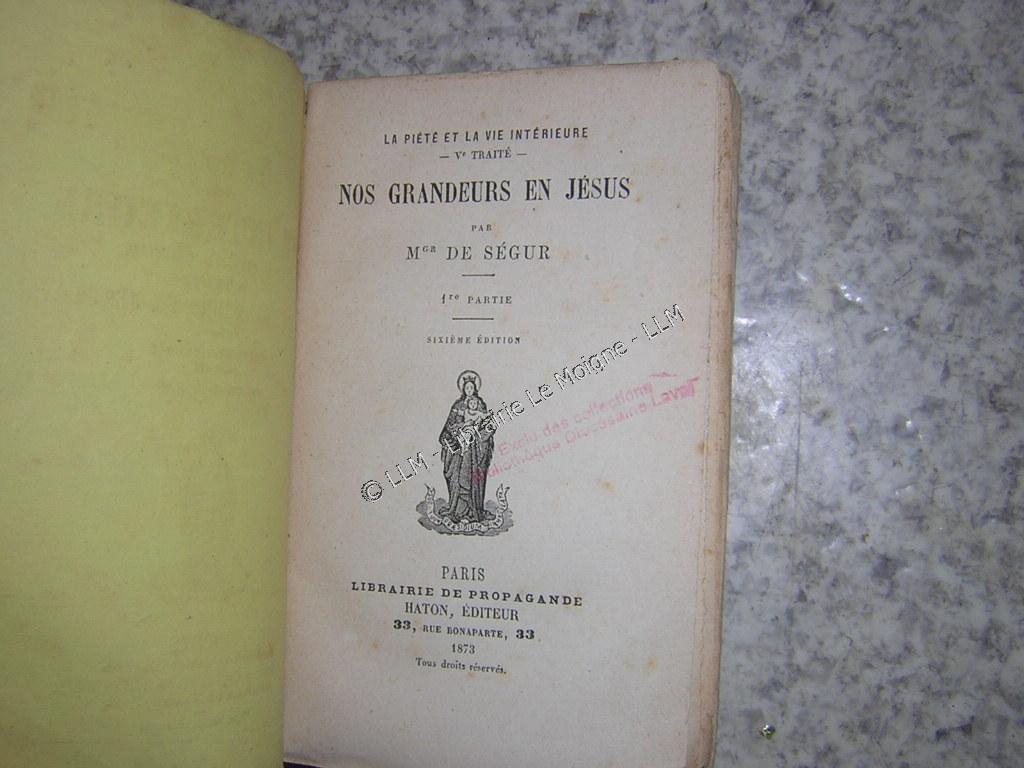 LA PIÉTÉ ET LA VIE INTÉRIEURE
— Ve TRAITÉ —
NOS GRANDEURS EN JÉSUS
PAR
MGR DE SÉGUR
1re PARTIE
SIXIÈME ÉDITION
© LLM - Librairie Le Moigne - LLM
Exclu des collections
Bibliothèque Diocésaine Laval
PRÆSIDIUM
PARIS
LIBRAIRIE DE PROPAGANDE
HATON, ÉDITEUR
33, RUE BONAPARTE, 33
1873
Tous droits réservés.